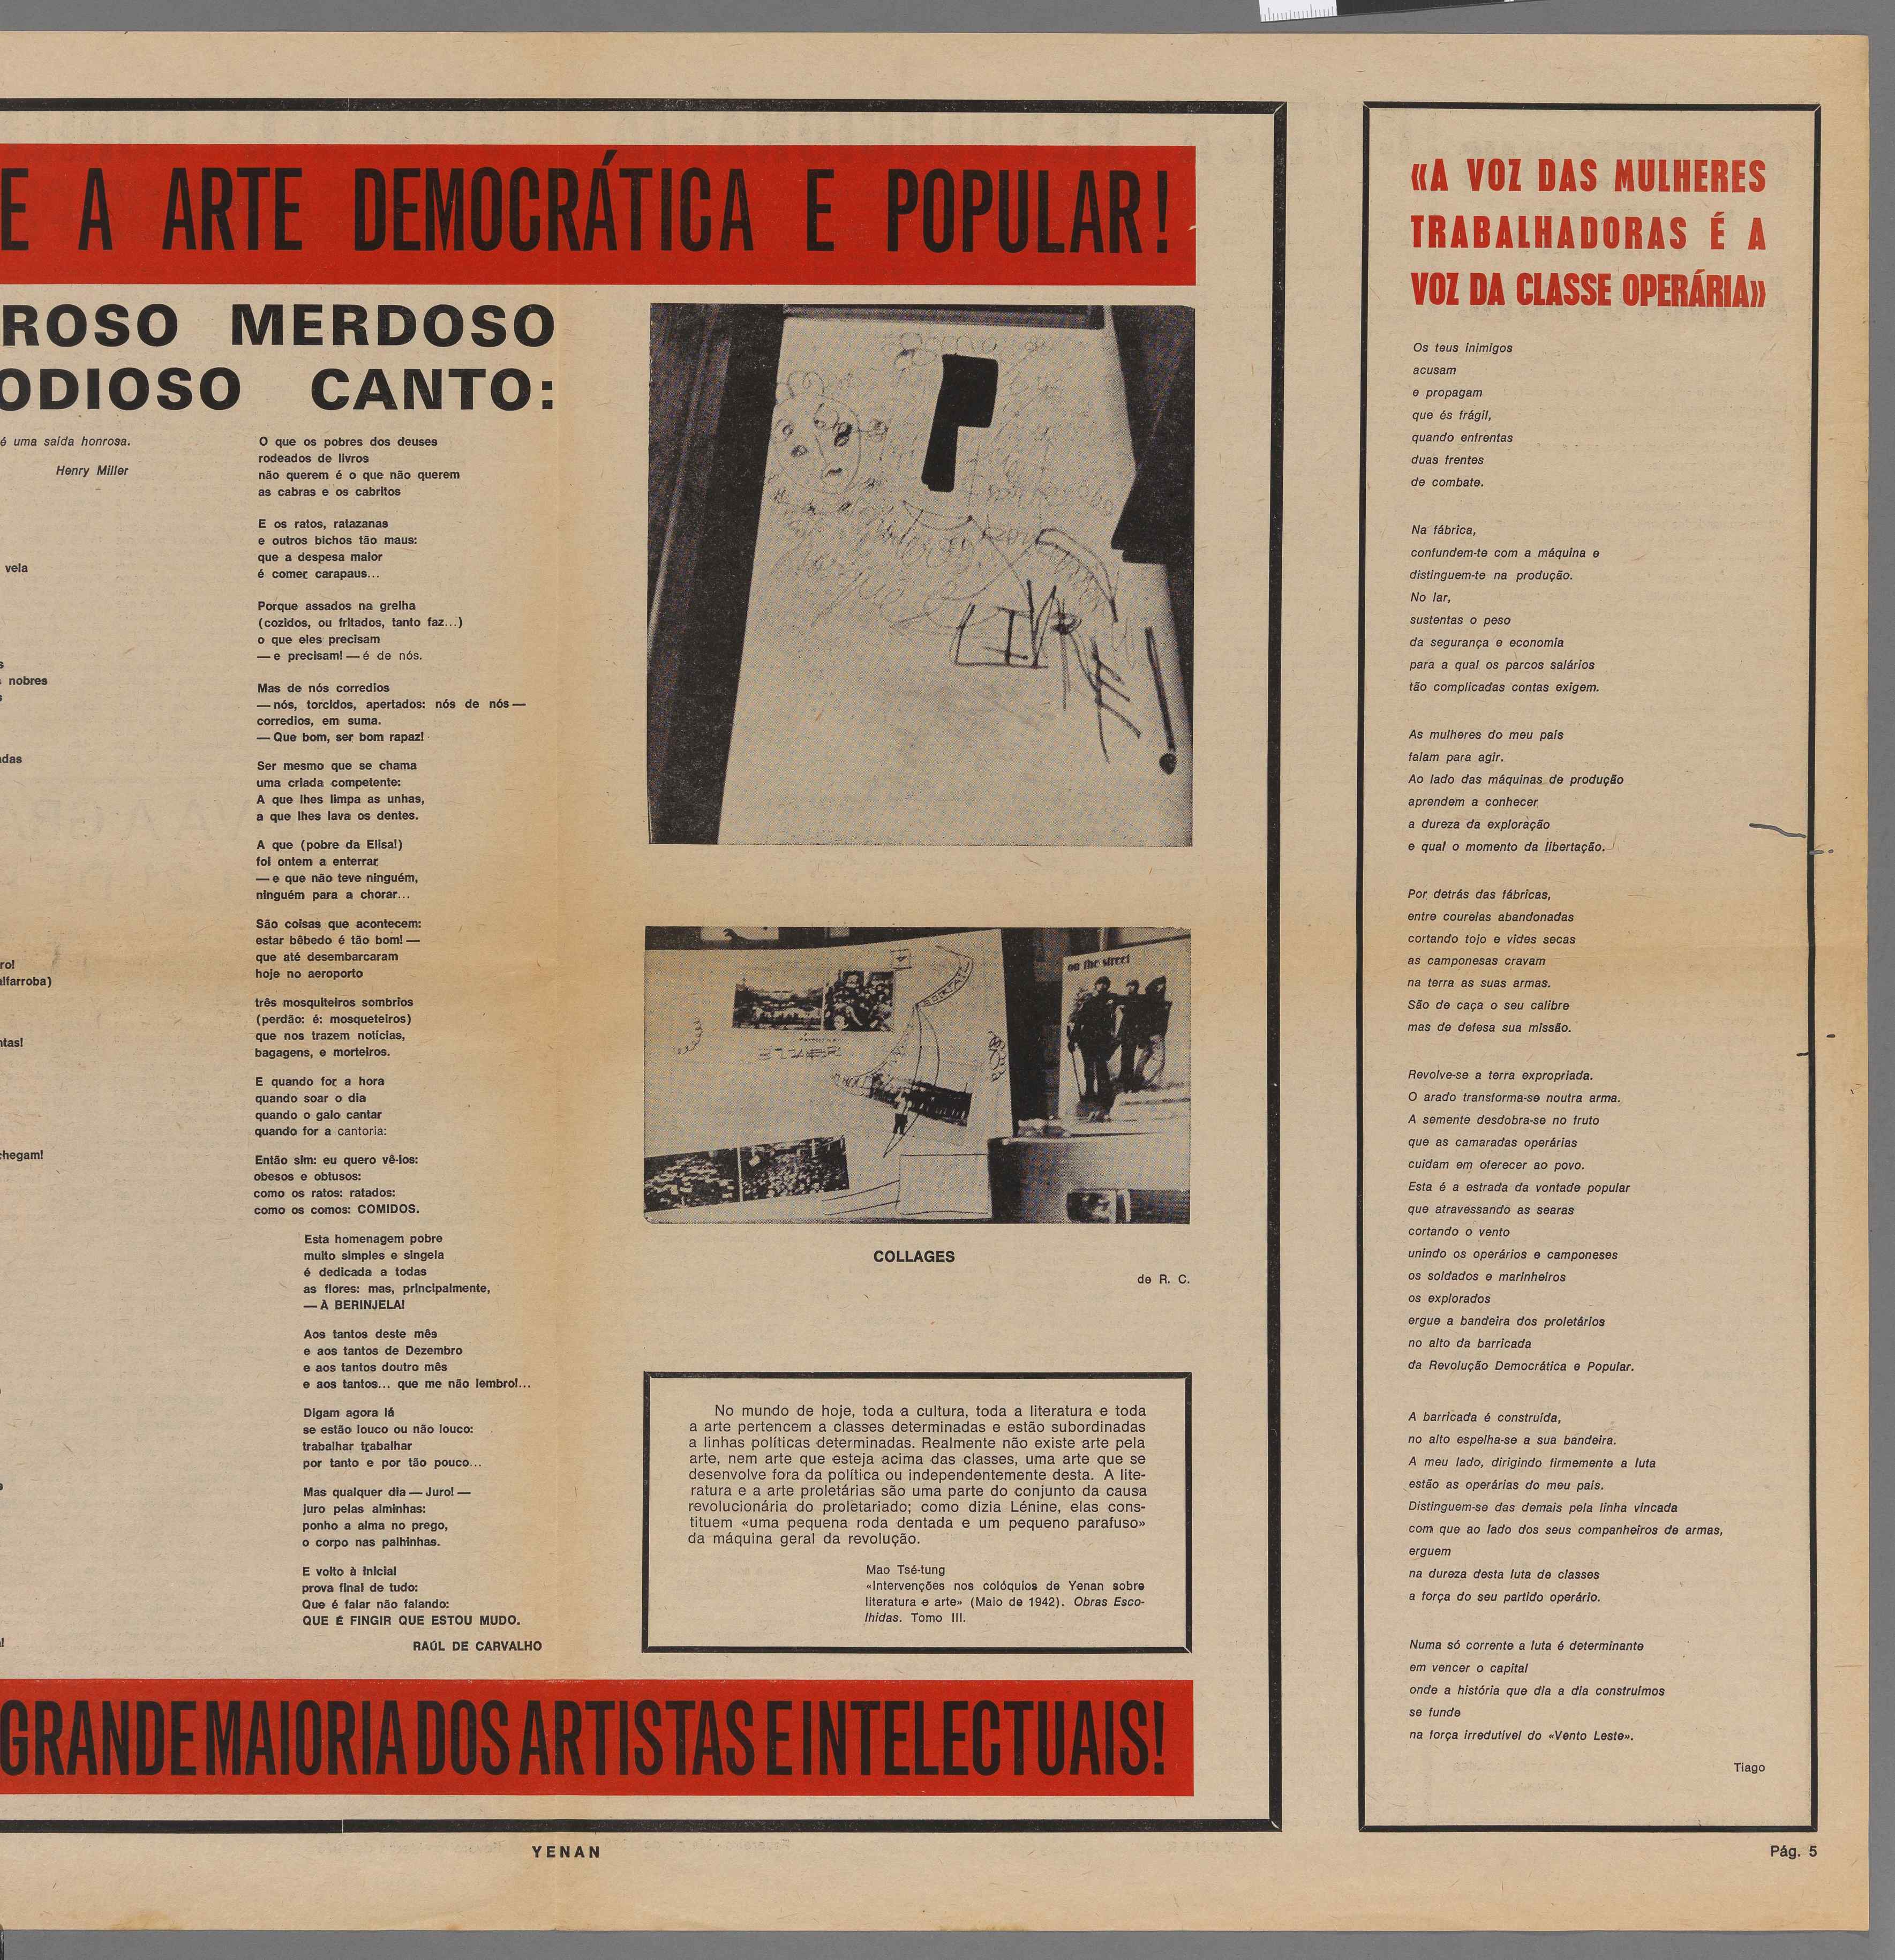 E A ARTE DEMOCRÁTICA E POPULAR!
ROSO MERDOSO
ODIOSO CANTO:
é uma saída honrosa.
Henry Miller
vela
s
nobres
s
das
ro!
alfarroba)
ntas!
chegam!
O que os pobres dos deuses
rodeados de livros
não querem é o que não querem
as cabras e os cabritos
E os ratos, ratazanas
e outros bichos tão maus:
que a despesa maior
é comer carapaus...
Porque assados na grelha
(cozidos, ou fritados, tanto faz...)
o que eles precisam
— e precisam! — é de nós.
Mas de nós corredios
— nós, torcidos, apertados: nós de nós —
corredios, em suma.
— Que bom, ser bom rapaz!
Ser mesmo que se chama
uma criada competente:
A que lhes limpa as unhas,
a que lhes lava os dentes.
A que (pobre da Elisa!)
foi ontem a enterrar
— e que não teve ninguém,
ninguém para a chorar...
São coisas que acontecem:
estar bêbedo é tão bom! —
que até desembarcaram
hoje no aeroporto
três mosquiteiros sombrios
(perdão: é: mosqueteiros)
que nos trazem notícias,
bagagens, e morteiros.
E quando for a hora
quando soar o dia
quando o galo cantar
quando for a cantoria:
Então sim: eu quero vê-los:
obesos e obtusos:
como os ratos: ratados:
como os comos: COMIDOS.
Esta homenagem pobre
muito simples e singela
é dedicada a todas
as flores: mas, principalmente,
— À BERINJELA!
Aos tantos deste mês
e aos tantos de Dezembro
e aos tantos doutro mês
e aos tantos... que me não lembro!...
Digam agora lá
se estão louco ou não louco:
trabalhar trabalhar
por tanto e por tão pouco...
Mas qualquer dia — Juro! —
juro pelas alminhas:
ponho a alma no prego,
o corpo nas palhinhas.
E volto à inicial
prova final de tudo:
Que é falar não falando:
QUE É FINGIR QUE ESTOU MUDO.
RAÚL DE CARVALHO
on the street
COLLAGES
de R. C.
No mundo de hoje, toda a cultura, toda a literatura e toda
a arte pertencem a classes determinadas e estão subordinadas
a linhas políticas determinadas. Realmente não existe arte pela
arte, nem arte que esteja acima das classes, uma arte que se
desenvolve fora da política ou independentemente desta. A lite-
ratura e a arte proletárias são uma parte do conjunto da causa
revolucionária do proletariado; como dizia Lénine, elas cons-
tituem «uma pequena roda dentada e um pequeno parafuso»
da máquina geral da revolução.
Mao Tsé-tung
«Intervenções nos colóquios de Yenan sobre
literatura e arte» (Maio de 1942). Obras Esco-
lhidas. Tomo III.
GRANDE MAIORIA DOS ARTISTAS E INTELECTUAIS!
«A VOZ DAS MULHERES
TRABALHADORAS É A
VOZ DA CLASSE OPERÁRIA»
Os teus inimigos
acusam
e propagam
que és frágil,
quando enfrentas
duas frentes
de combate.
Na fábrica,
confundem-te com a máquina e
distinguem-te na produção.
No lar,
sustentas o peso
da segurança e economia
para a qual os parcos salários
tão complicadas contas exigem.
As mulheres do meu país
falam para agir.
Ao lado das máquinas de produção
aprendem a conhecer
a dureza da exploração
e qual o momento da libertação.
Por detrás das fábricas,
entre courelas abandonadas
cortando tojo e vides secas
as camponesas cravam
na terra as suas armas.
São de caça o seu calibre
mas de defesa sua missão.
Revolve-se a terra expropriada.
O arado transforma-se noutra arma.
A semente desdobra-se no fruto
que as camaradas operárias
cuidam em oferecer ao povo.
Esta é a estrada da vontade popular
que atravessando as searas
cortando o vento
unindo os operários e camponeses
os soldados e marinheiros
os explorados
ergue a bandeira dos proletários
no alto da barricada
da Revolução Democrática e Popular.
A barricada é construída,
no alto espelha-se a sua bandeira.
A meu lado, dirigindo firmemente a luta
estão as operárias do meu país.
Distinguem-se das demais pela linha vincada
com que ao lado dos seus companheiros de armas,
erguem
na dureza desta luta de classes
a força do seu partido operário.
Numa só corrente a luta é determinante
em vencer o capital
onde a história que dia a dia construímos
se funde
na força irredutível do «Vento Leste».
Tiago
YENAN
Pág. 5